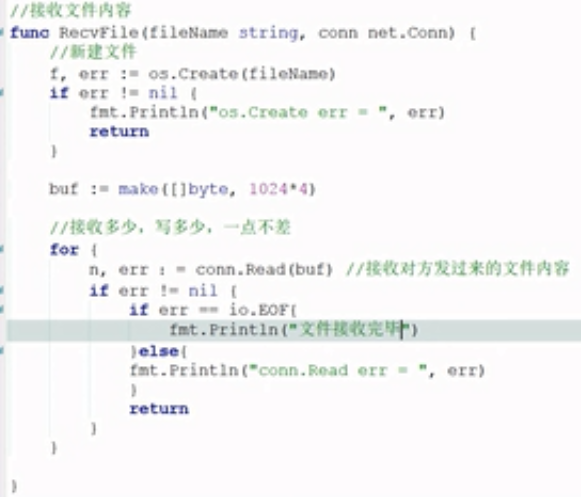 //接收文件内容
func RecvFile(fileName string, conn net.Conn) {
    //新建文件
    f, err := os.Create(fileName)
    if err != nil {
        fmt.Println("os.Create err = ", err)
        return
    }

    buf := make([]byte, 1024*4)

    //接收多少，写多少，一点不差
    for {
        n, err : = conn.Read(buf) //接收对方发过来的文件内容
        if err != nil {
            if err == io.EOF{
                fmt.Println("文件接收完毕")
            }else{
            fmt.Println("conn.Read err = ", err)
            }
            return
        }
    }

}